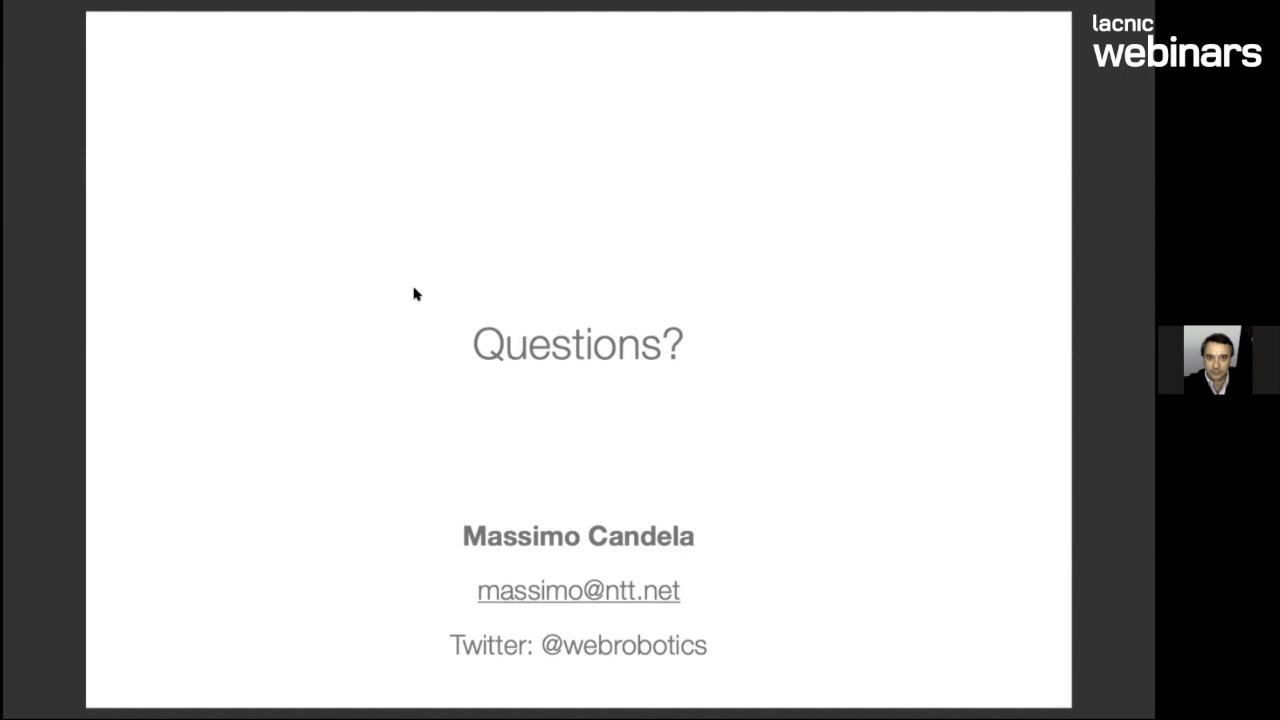 lacnic
webinars
Questions?
Massimo Candela
massimo@ntt.net
Twitter: @webrobotics